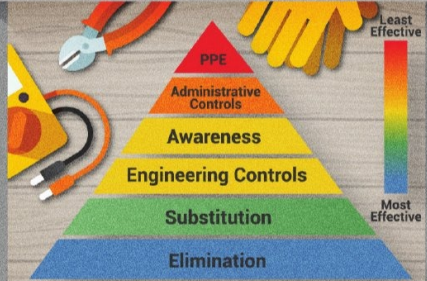 Least
Effective
PPE
Administrative
Controls
Awareness
Engineering Controls
Substitution
Elimination
Most
Effective